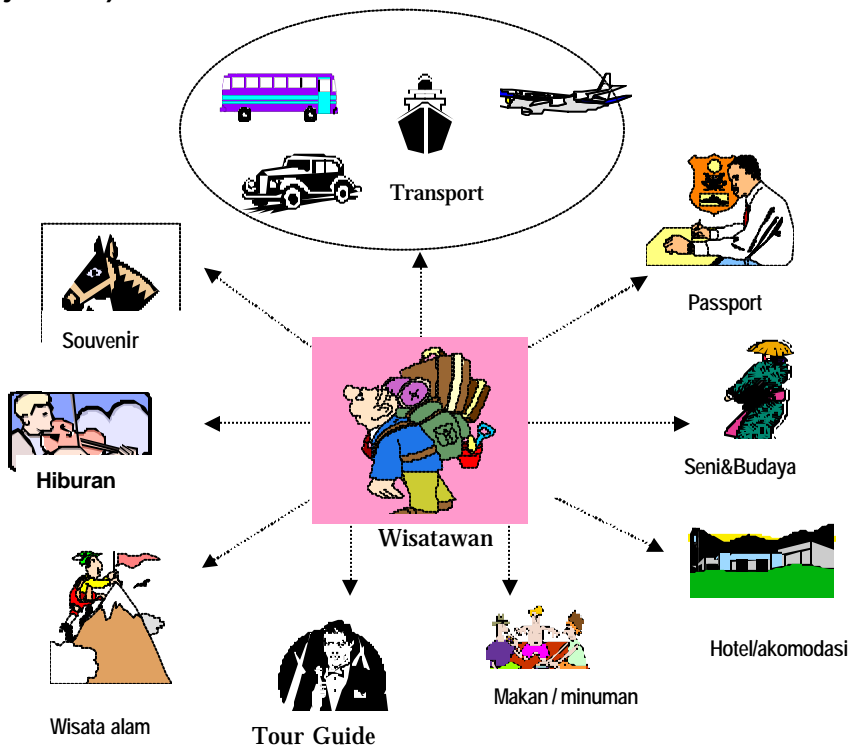 Transport
Passport
Souvenir
Hiburan
Seni&Budaya
Wisatawan
Hotel/akomodasi
Makan / minuman
Wisata alam
Tour Guide